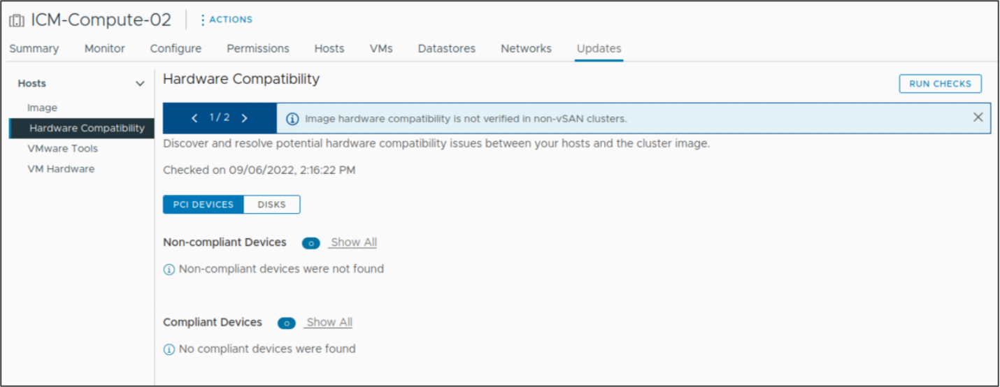 ICM-Compute-02 ACTIONS
Summary Monitor Configure Permissions Hosts VMs Datastores Networks Updates
Hosts
Image
Hardware Compatibility
VMware Tools
VM Hardware
Hardware Compatibility
RUN CHECKS
1 / 2
Image hardware compatibility is not verified in non-vSAN clusters.
Discover and resolve potential hardware compatibility issues between your hosts and the cluster image.
Checked on 09/06/2022, 2:16:22 PM
PCI DEVICES DISKS
Non-compliant Devices 0 Show All
Non-compliant devices were not found
Compliant Devices 0 Show All
No compliant devices were found